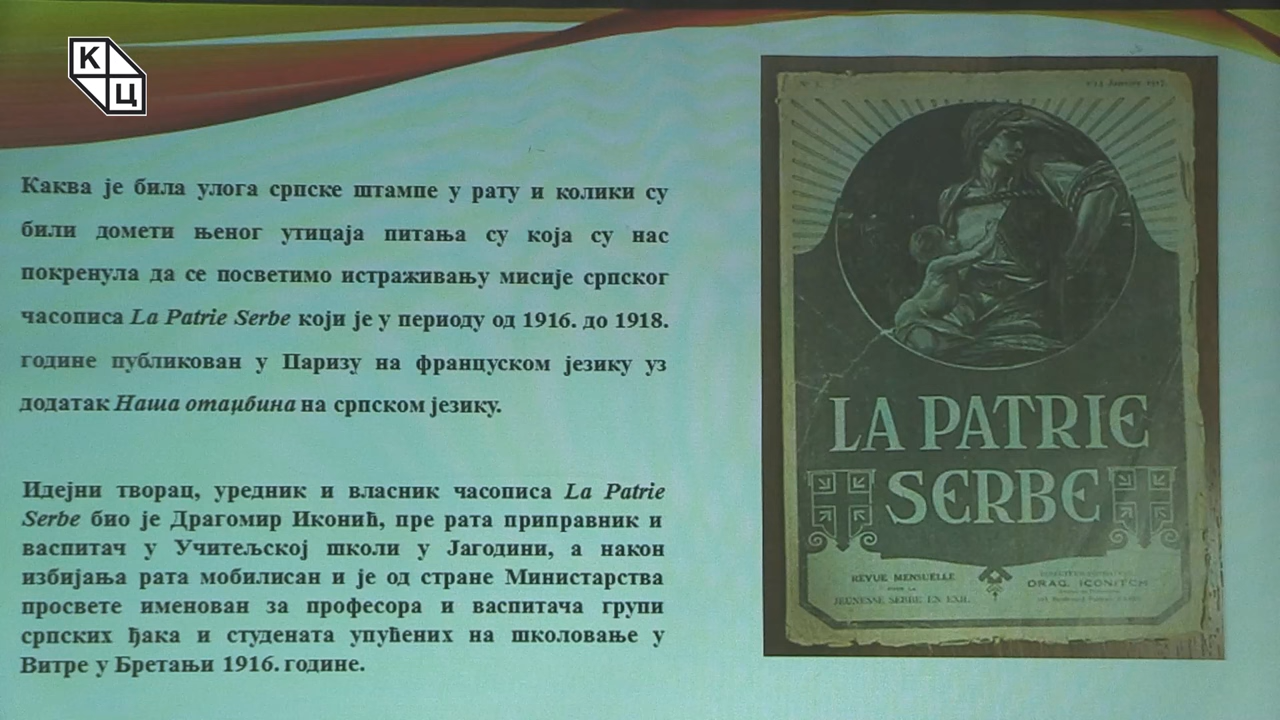 К
Ц
Каква је била улога српске штампе у рату и колики су
били домети њеног утицаја питања су која су нас
покренула да се посветимо истраживању мисије српског
часописа La Patrie Serbe који је у периоду од 1916. до 1918.
године публикован у Паризу на француском језику уз
додатак Наша отаџбина на српском језику.
Идејни творац, уредник и власник часописа La Patrie
Serbe био је Драгомир Иконић, пре рата приправник и
васпитач у Учитељској школи у Јагодини, а након
избијања рата мобилисан и је од стране Министарства
просвете именован за професора и васпитача групи
српских ђака и студената упућених на школовање у
Витре у Бретањи 1916. године.
LA PATRIE
SERBE
REVUE MENSUELLE
JEUNESSE SERBE EN EXIL
DRAG. ICONITCH